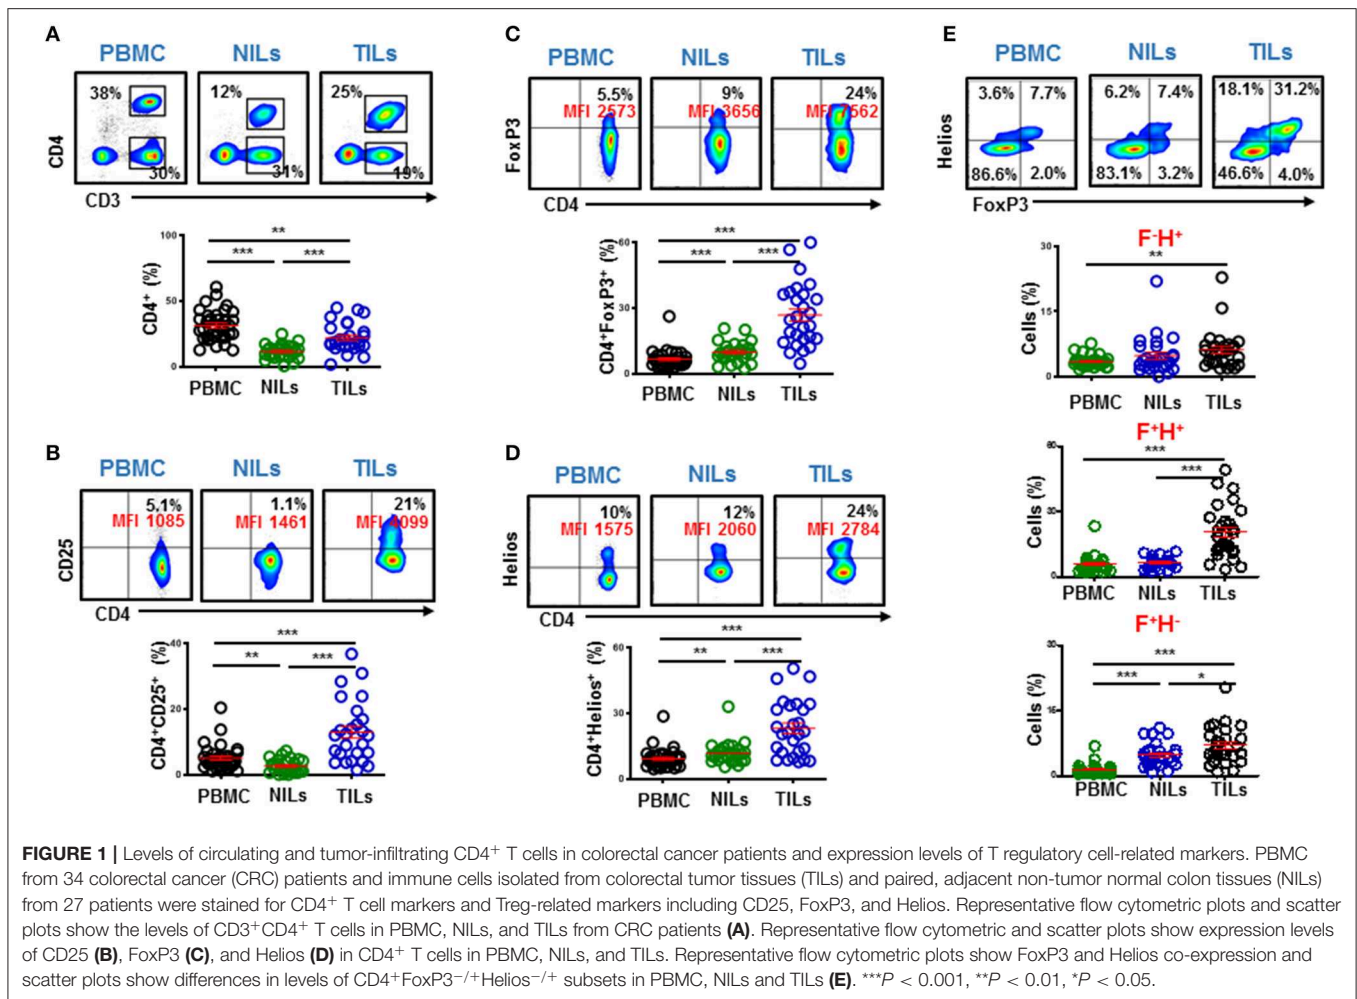 A
PBMC NILs TILs
38% 12% 25%
CD4
30% 31% 19%
CD3
100
** 
*** ***
CD4⁺ (%)
50
0
PBMC NILs TILs
B
PBMC NILs TILs
5.1% 1.1% 21%
MFI 1085 MFI 1461 MFI 4099
CD25
CD4
40
***
** ***
CD4⁺CD25⁺ (%)
20
0
PBMC NILs TILs
C
PBMC NILs TILs
5.5% 9% 24%
MFI 2573 MFI 3656 MFI 7562
FoxP3
CD4
60
***
*** ***
CD4⁺FoxP3⁺ (%)
30
0
PBMC NILs TILs
D
PBMC NILs TILs
10% 12% 24%
MFI 1575 MFI 2060 MFI 2784
Helios
CD4
60
***
** ***
CD4⁺Helios⁺ (%)
30
0
PBMC NILs TILs
E
PBMC NILs TILs
3.6% 7.7% 6.2% 7.4% 18.1% 31.2%
Helios
86.6% 2.0% 83.1% 3.2% 46.6% 4.0%
FoxP3
F⁻H⁺
30
**
Cells (%)
15
0
PBMC NILs TILs
F⁺H⁺
60
***
***
Cells (%)
30
0
PBMC NILs TILs
F⁺H⁻
30
***
*** *
Cells (%)
15
0
PBMC NILs TILs
FIGURE 1 | Levels of circulating and tumor-infiltrating CD4⁺ T cells in colorectal cancer patients and expression levels of T regulatory cell-related markers. PBMC
from 34 colorectal cancer (CRC) patients and immune cells isolated from colorectal tumor tissues (TILs) and paired, adjacent non-tumor normal colon tissues (NILs)
from 27 patients were stained for CD4⁺ T cell markers and Treg-related markers including CD25, FoxP3, and Helios. Representative flow cytometric plots and scatter
plots show the levels of CD3⁺CD4⁺ T cells in PBMC, NILs, and TILs from CRC patients (A). Representative flow cytometric and scatter plots show expression levels
of CD25 (B), FoxP3 (C), and Helios (D) in CD4⁺ T cells in PBMC, NILs, and TILs. Representative flow cytometric plots show FoxP3 and Helios co-expression and
scatter plots show differences in levels of CD4⁺FoxP3⁻/⁺Helios⁻/⁺ subsets in PBMC, NILs and TILs (E). ***P < 0.001, **P < 0.01, *P < 0.05.